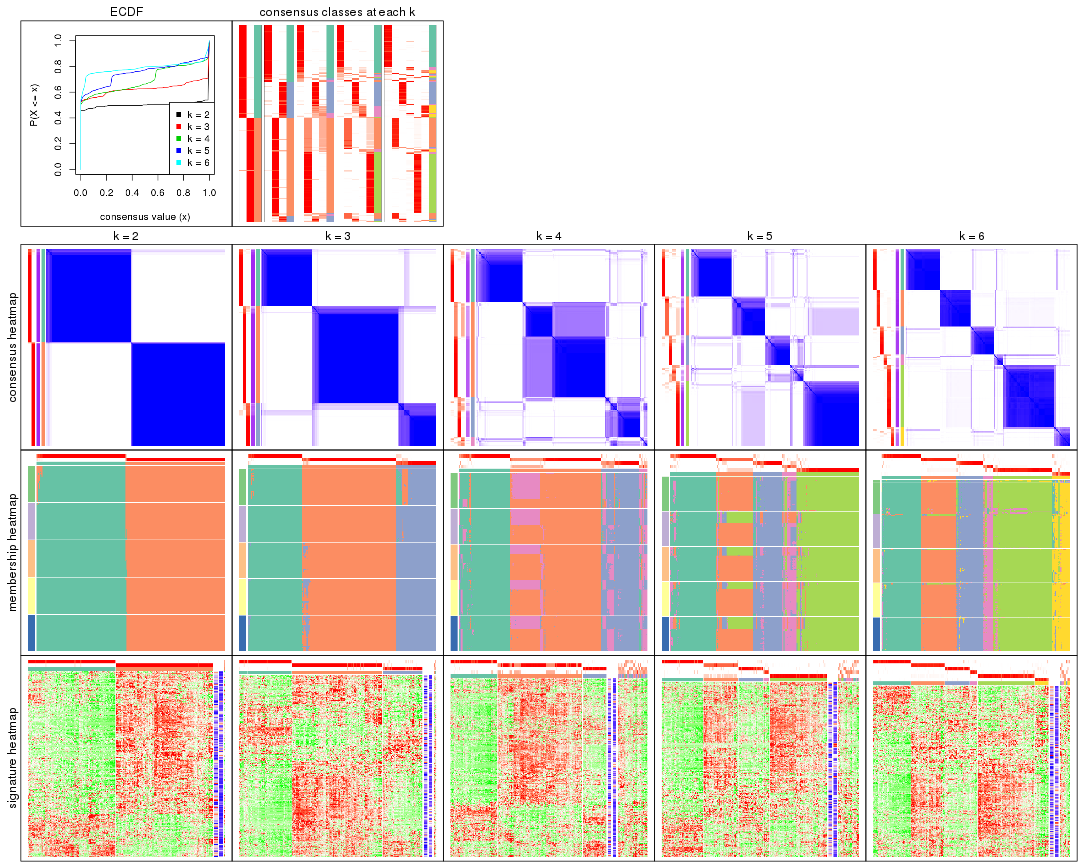 ECDF
consensus classes at each k
P(X <= x)
0.0 0.2 0.4 0.6 0.8 1.0
k = 2
k = 3
k = 4
k = 5
k = 6
0.0 0.2 0.4 0.6 0.8 1.0
consensus value (x)
k = 2 k = 3 k = 4 k = 5 k = 6
consensus heatmap
membership heatmap
signature heatmap